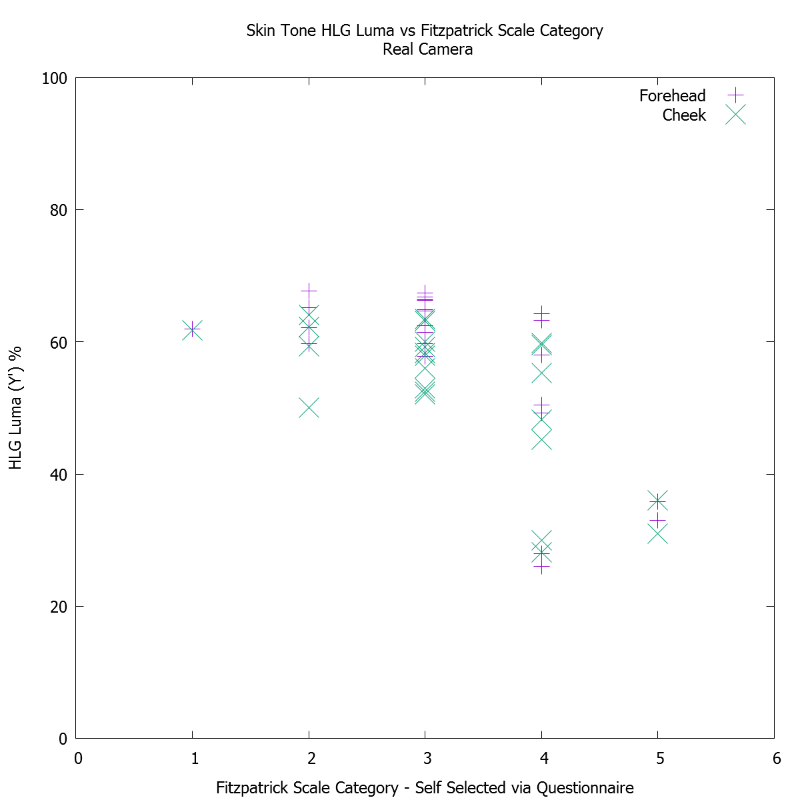 Skin Tone HLG Luma vs Fitzpatrick Scale Category
Real Camera
100
Forehead
Cheek
80
60
40
20
0
HLG Luma (Y') %
0 1 2 3 4 5 6
Fitzpatrick Scale Category - Self Selected via Questionnaire